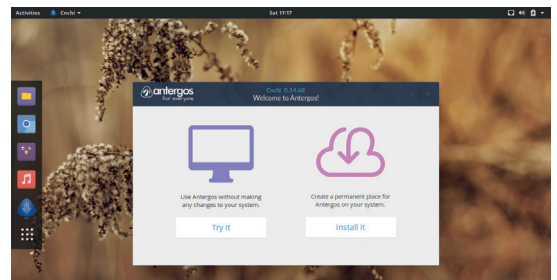 Activities
Cnchi
Sat 11:17
antergos
for everyone
Cnchi 0.14.68
Welcome to Antergos!
Use Antergos without making
any changes to your system.
Try It
Create a permanent place for
Antergos on your system.
Install It